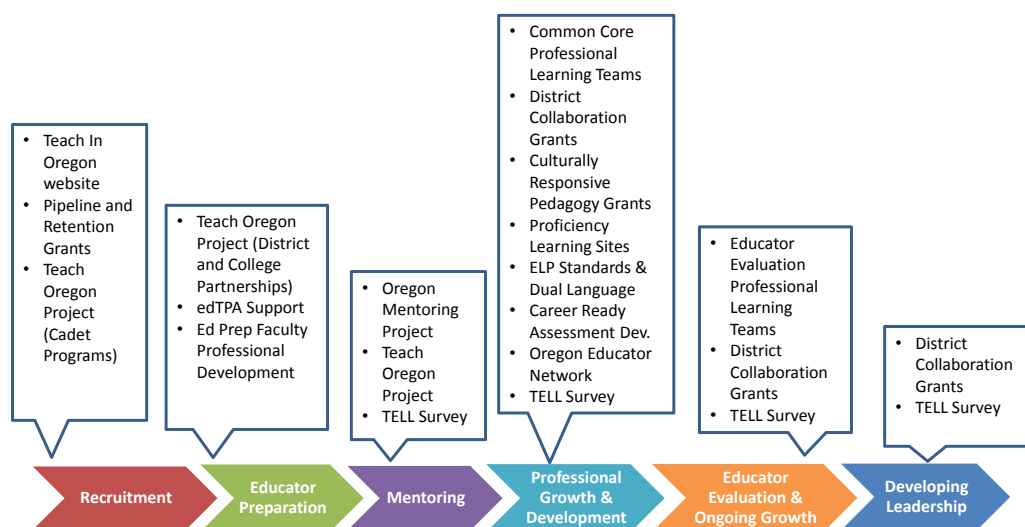 • Teach In
Oregon
website
• Pipeline and
Retention
Grants
• Teach
Oregon
Project
(Cadet
Programs)
• Teach Oregon
Project (District
and College
Partnerships)
• edTPA Support
• Ed Prep Faculty
Professional
Development
• Oregon
Mentoring
Project
• Teach
Oregon
Project
• TELL Survey
• Common Core
Professional
Learning Teams
• District
Collaboration
Grants
• Culturally
Responsive
Pedagogy Grants
• Proficiency
Learning Sites
• ELP Standards &
Dual Language
• Career Ready
Assessment Dev.
• Oregon Educator
Network
• TELL Survey
• Educator
Evaluation
Professional
Learning
Teams
• District
Collaboration
Grants
• TELL Survey
• District
Collaboration
Grants
• TELL Survey
Recruitment
Educator
Preparation
Mentoring
Professional
Growth &
Development
Educator
Evaluation &
Ongoing Growth
Developing
Leadership